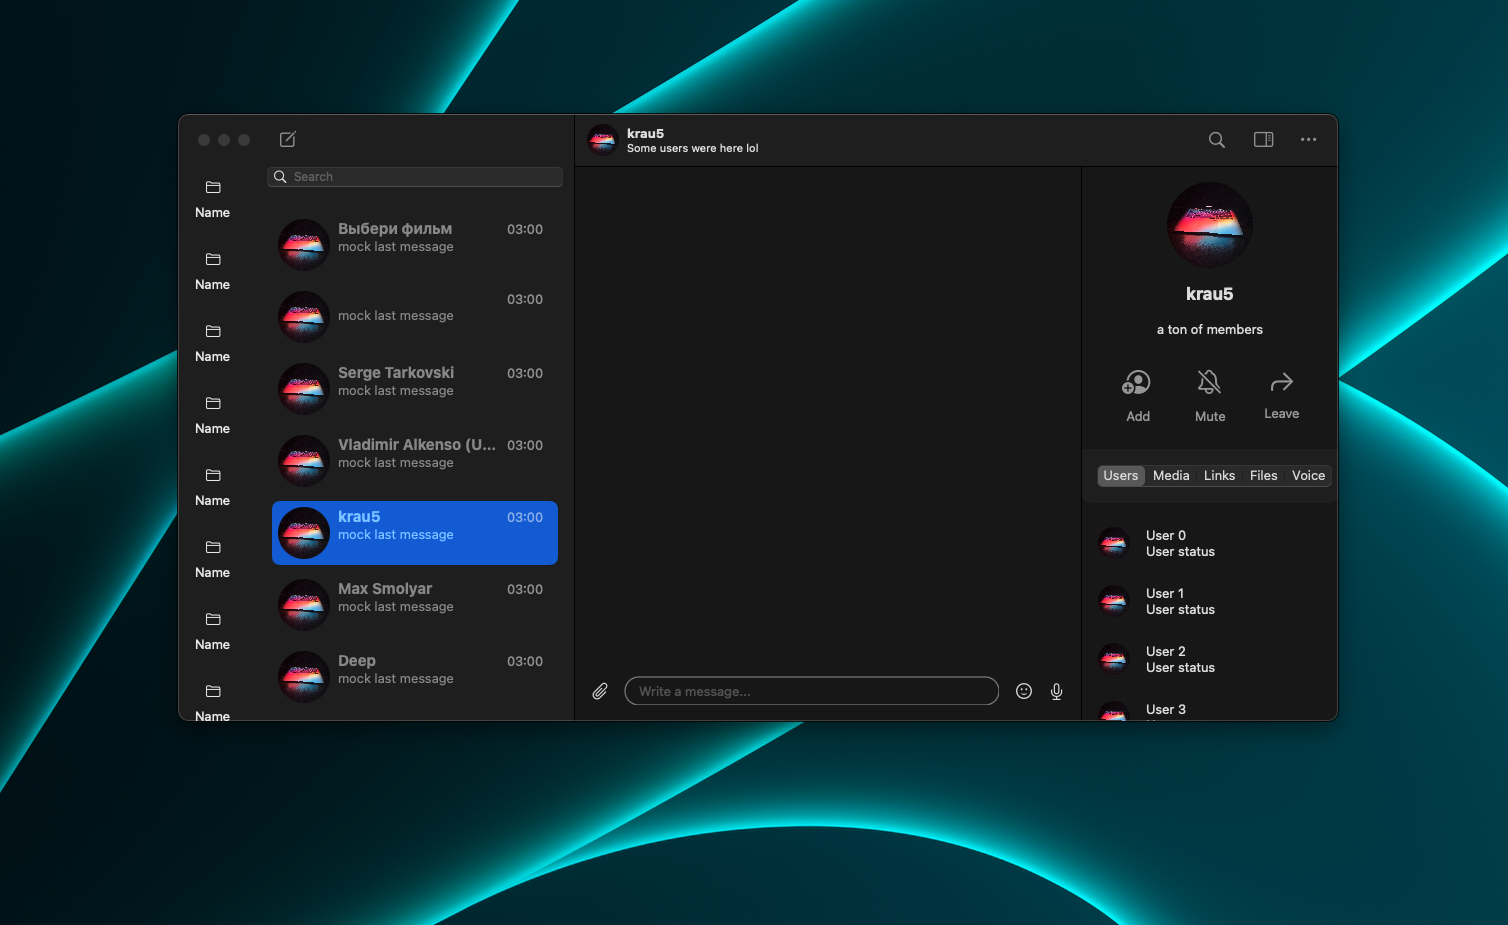 Name
Name
Name
Name
Name
Name
Name
Name
Search
Выбери фильм 03:00
mock last message
03:00
mock last message
Serge Tarkovski 03:00
mock last message
Vladimir Alkenso (U... 03:00
mock last message
krau5 03:00
mock last message
Max Smolyar 03:00
mock last message
Deep 03:00
mock last message
krau5
Some users were here lol
Write a message...
krau5
a ton of members
Add Mute Leave
Users Media Links Files Voice
User 0
User status
User 1
User status
User 2
User status
User 3